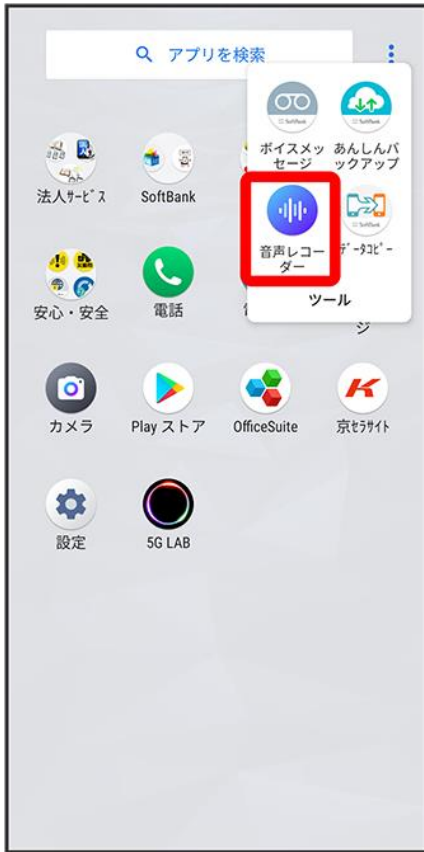 アプリを検索
ボイスメッ
セージ
あんしんバ
ックアップ
法人ｻｰﾋﾞｽ
SoftBank
音声レコー
ダー
ﾃﾞｰﾀｺﾋﾟｰ
ツール
安心・安全
電話
ジ
カメラ
Play ストア
OfficeSuite
京ｾﾗｻｲﾄ
設定
5G LAB